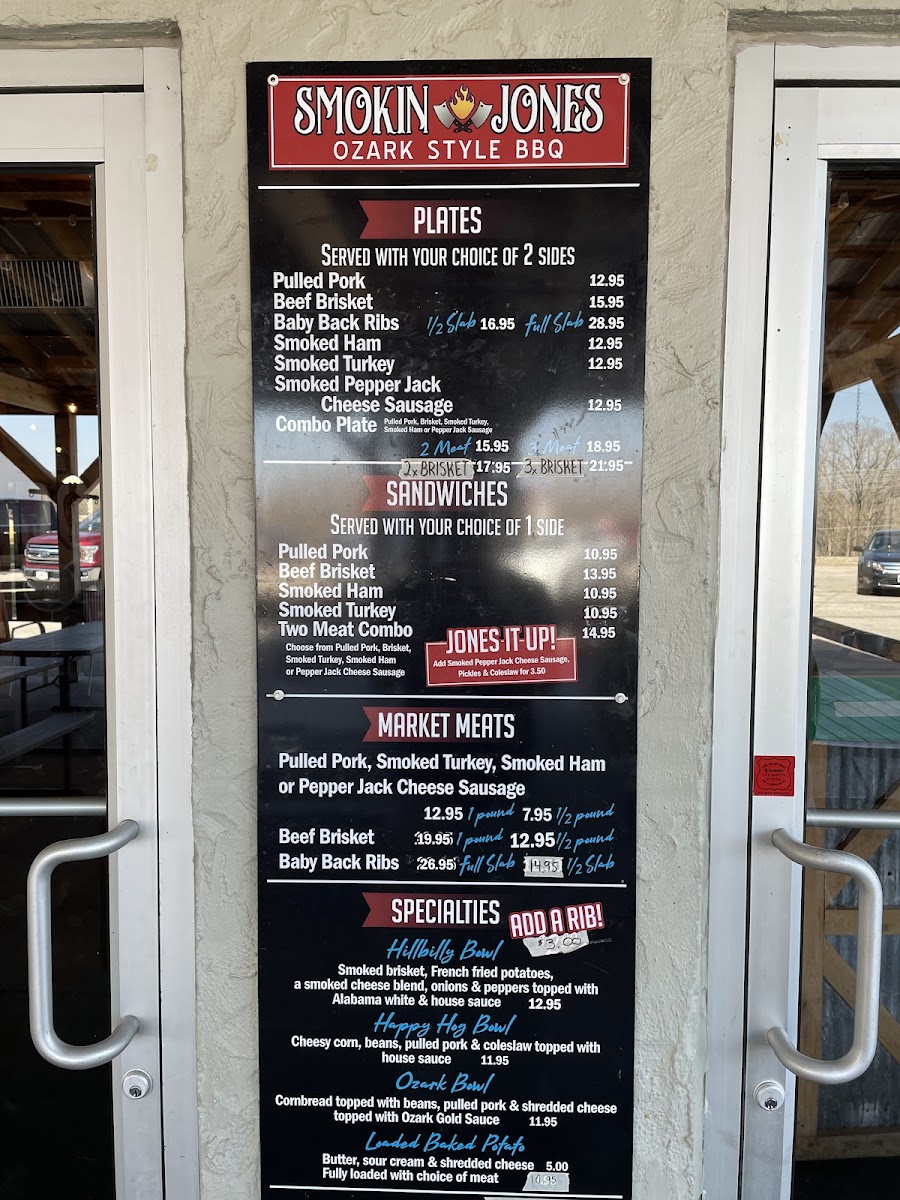 SMOKIN JONES
OZARK STYLE BBQ
PLATES
SERVED WITH YOUR CHOICE OF 2 SIDES
Pulled Pork 12.95
Beef Brisket 15.95
Baby Back Ribs 1/2 Slab 16.95 full Slab 28.95
Smoked Ham 12.95
Smoked Turkey 12.95
Smoked Pepper Jack
Cheese Sausage 12.95
Combo Plate Pulled Pork, Brisket, Smoked Turkey,
Smoked Ham or Pepper Jack Sausage
2 Meat 15.95 3 Meat 18.95
2x BRISKET 17.95 3x BRISKET 21.95
SANDWICHES
SERVED WITH YOUR CHOICE OF 1 SIDE
Pulled Pork 10.95
Beef Brisket 13.95
Smoked Ham 10.95
Smoked Turkey 10.95
Two Meat Combo 14.95
Choose from Pulled Pork, Brisket,
Smoked Turkey, Smoked Ham
or Pepper Jack Cheese Sausage
JONES IT UP!
Add Smoked Pepper Jack Cheese Sausage,
Pickles & Coleslaw for 3.50
MARKET MEATS
Pulled Pork, Smoked Turkey, Smoked Ham
or Pepper Jack Cheese Sausage
12.95 1 pound 7.95 1/2 pound
Beef Brisket 19.95 1 pound 12.95 1/2 pound
Baby Back Ribs 26.95 full Slab 14.95 1/2 Slab
SPECIALTIES
ADD A RIB!
$3.00
Hillbilly Bowl
Smoked brisket, French fried potatoes,
a smoked cheese blend, onions & peppers topped with
Alabama white & house sauce 12.95
Happy Hog Bowl
Cheesy corn, beans, pulled pork & coleslaw topped with
house sauce 11.95
Ozark Bowl
Cornbread topped with beans, pulled pork & shredded cheese
topped with Ozark Gold Sauce 11.95
Loaded Baked Potato
Butter, sour cream & shredded cheese 5.00
Fully loaded with choice of meat 10.95